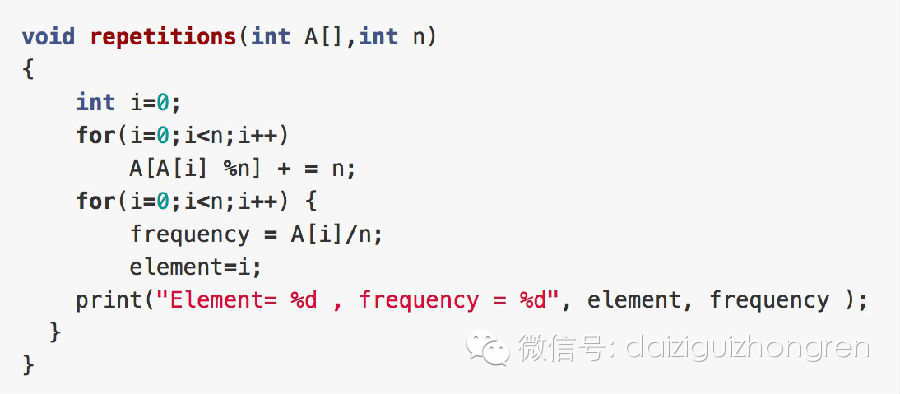 void repetitions(int A[],int n)
{
    int i=0;
    for(i=0;i<n;i++)
        A[A[i] %n] + = n;
    for(i=0;i<n;i++) {
        frequency = A[i]/n;
        element=i;
    print("Element= %d , frequency = %d", element, frequency );
  }
微信号: daiziguizhongren
}